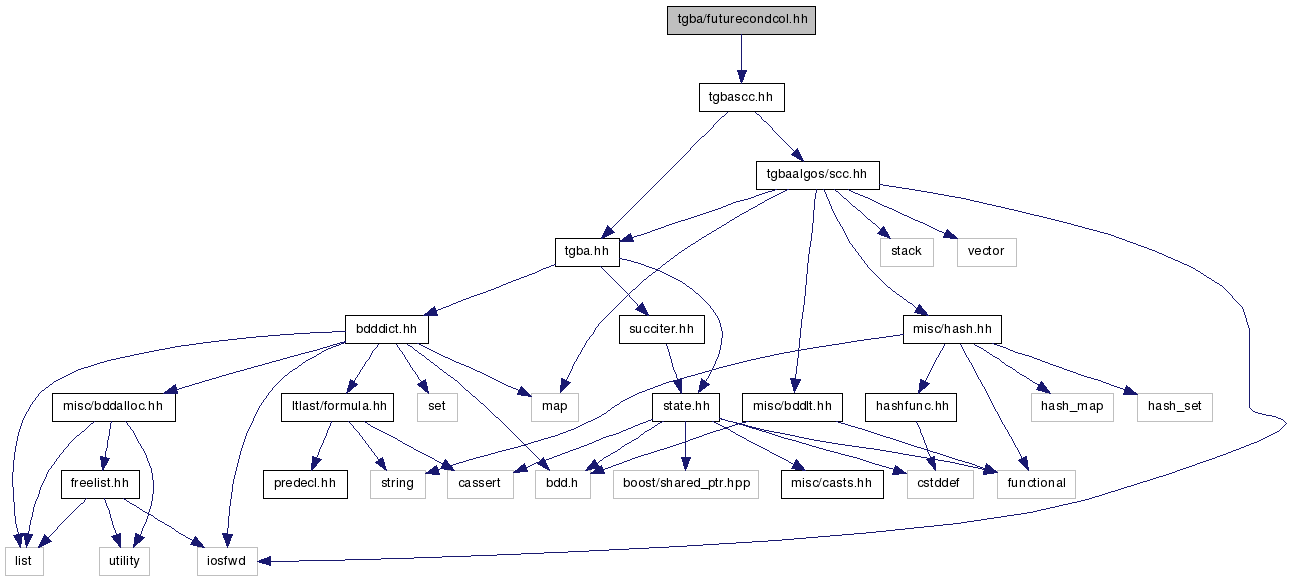 tgba/futurecondcol.hh
tgbascc.hh
tgbaalgos/scc.hh
tgba.hh
stack
vector
bdddict.hh
succiter.hh
misc/hash.hh
misc/bddalloc.hh
ltlast/formula.hh
set
map
state.hh
misc/bddlt.hh
hashfunc.hh
hash_map
hash_set
freelist.hh
predecl.hh
string
cassert
bdd.h
boost/shared_ptr.hpp
misc/casts.hh
cstddef
functional
list
utility
iosfwd